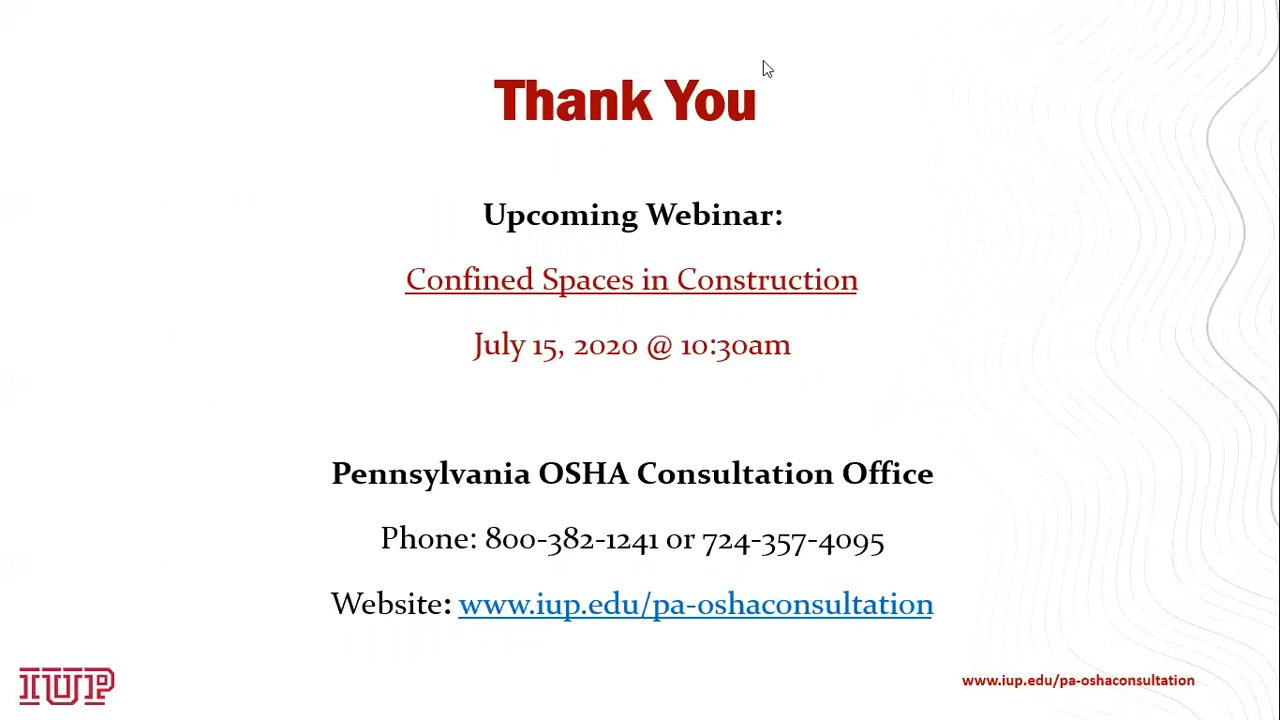 Thank You
Upcoming Webinar:
Confined Spaces in Construction
July 15, 2020 @ 10:30am
Pennsylvania OSHA Consultation Office
Phone: 800-382-1241 or 724-357-4095
Website: www.iup.edu/pa-oshaconsultation
IUP
www.iup.edu/pa-oshaconsultation